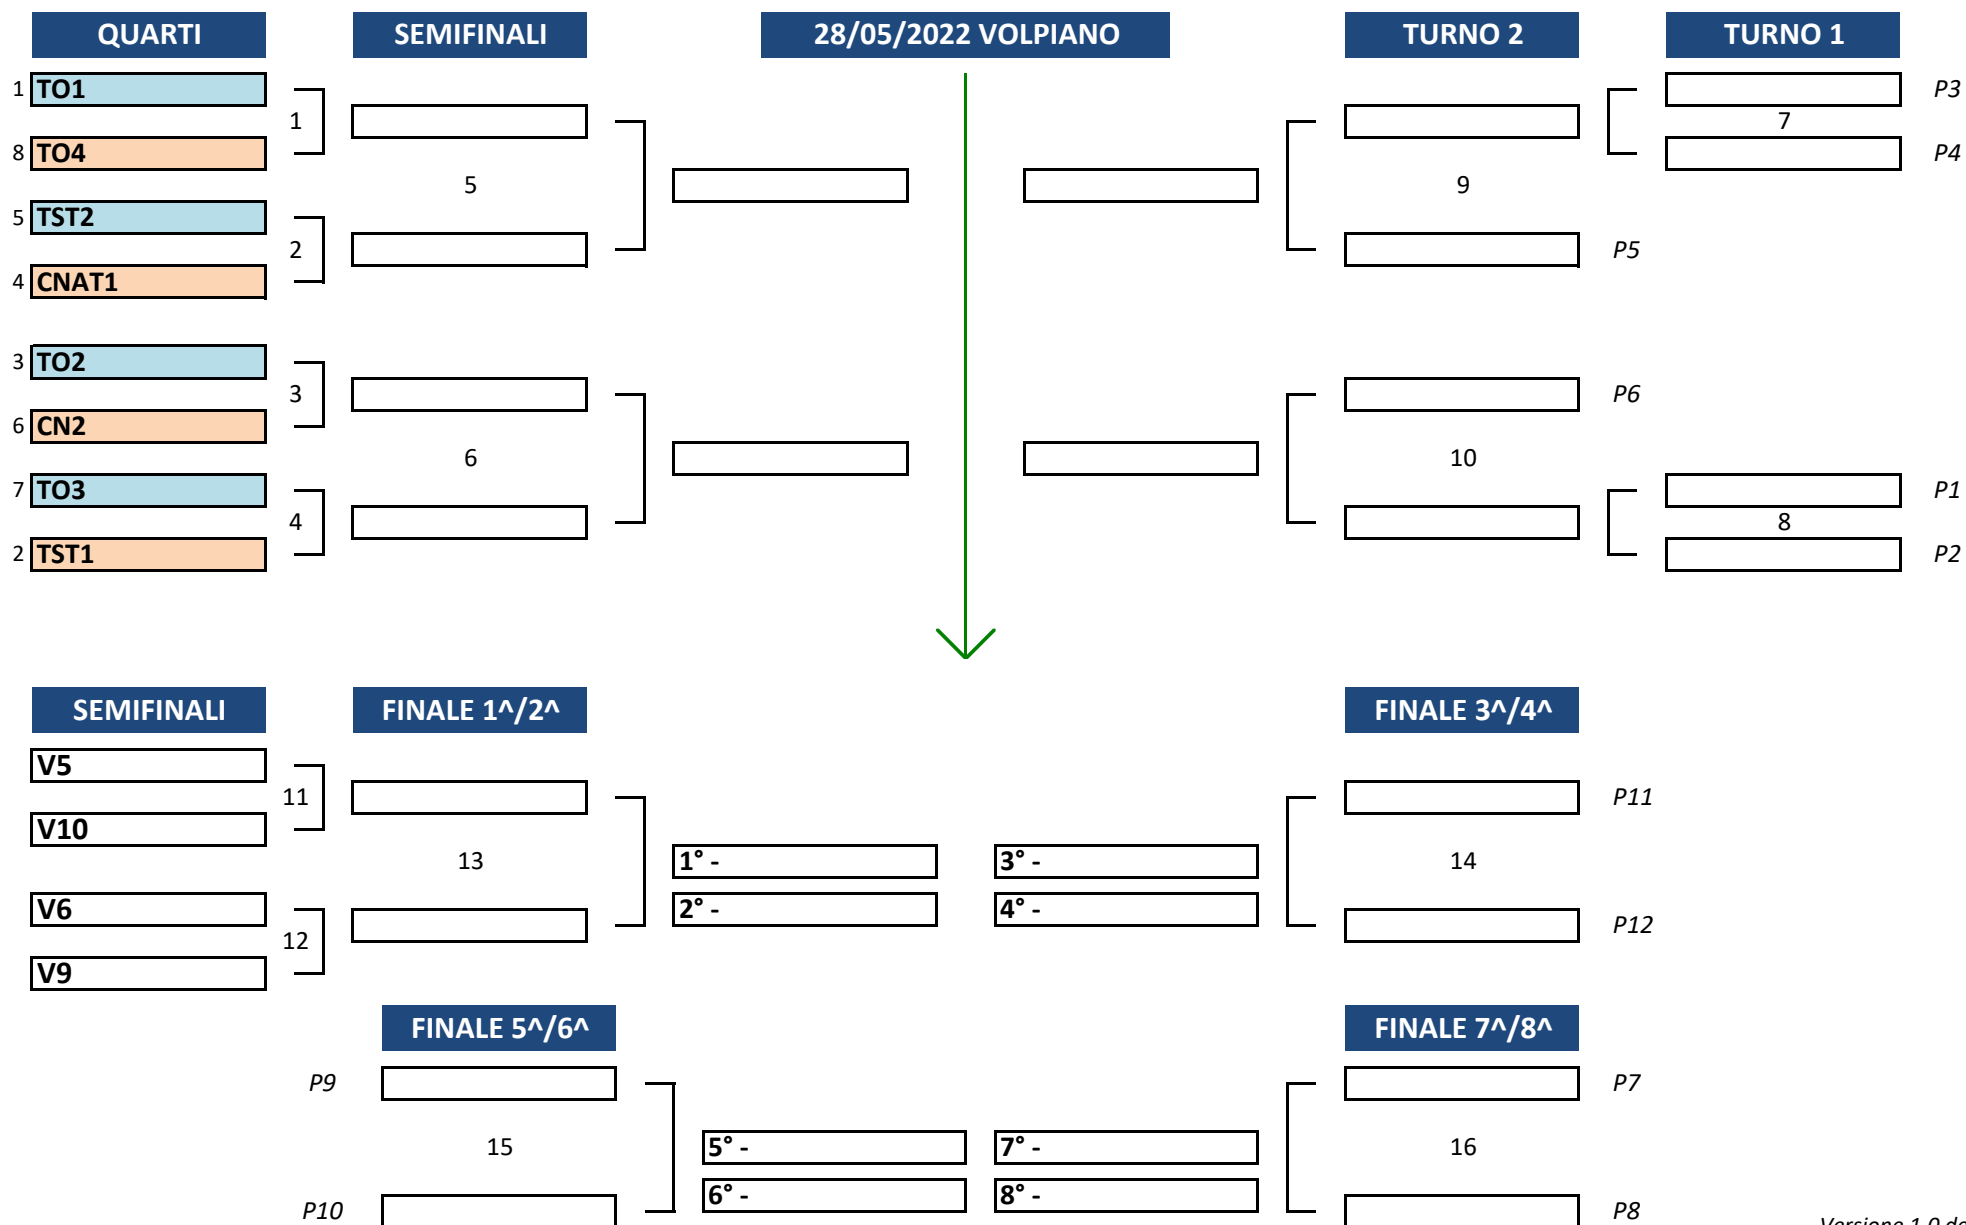 QUARTI SEMIFINALI 28/05/2022 VOLPIANO TURNO 2 TURNO 1
1 TO1 P3
1 7
8 TO4 P4
5 9
5 TST2
2 P5
4 CNAT1
3 TO2
3 P6
6 CN2
6 10
7 TO3 P1
4 8
2 TST1 P2
SEMIFINALI FINALE 1^/2^ FINALE 3^/4^
V5
11 P11
V10
13 1° - 3° - 14
V6 2° - 4° -
12 P12
V9
FINALE 5^/6^ FINALE 7^/8^
P9 P7
15 5° - 7° - 16
6° - 8° -
P10 P8
Versione 1.0 de